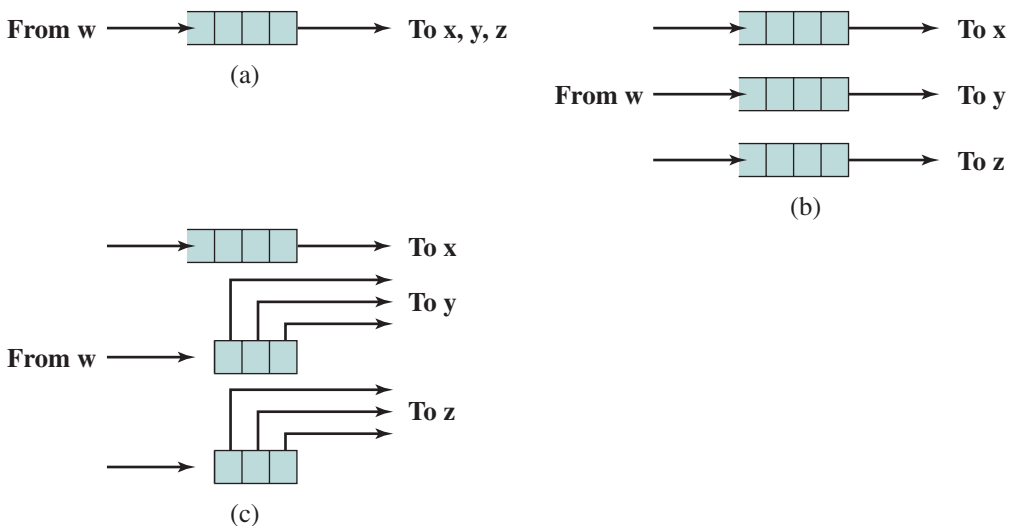 From w To x, y, z
(a)
To x
From w To y
To z
(b)
To x
To y
From w
To z
(c)